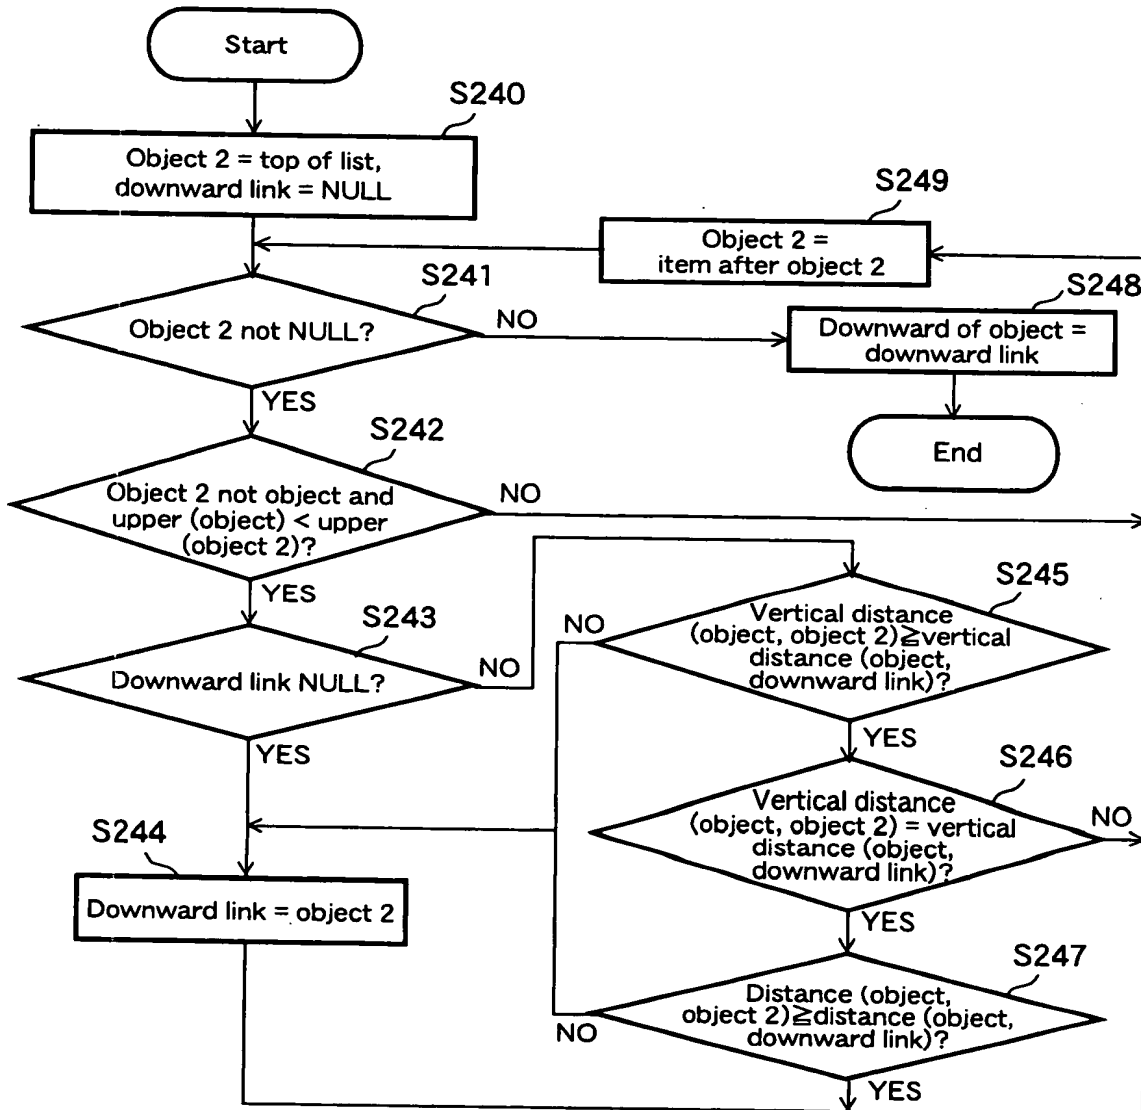 Start
S240
Object 2 = top of list,
downward link = NULL
S249
Object 2 =
item after object 2
S241
Object 2 not NULL?
NO
S248
Downward of object =
downward link
YES
End
S242
Object 2 not object and
upper (object) < upper
(object 2)?
NO
YES
S243
Downward link NULL?
NO
S245
Vertical distance
(object, object 2)≧vertical
distance (object,
downward link)?
NO
YES
YES
S246
Vertical distance
(object, object 2) = vertical
distance (object,
downward link)?
NO
S244
Downward link = object 2
YES
S247
Distance (object,
object 2)≧distance (object,
downward link)?
NO
YES